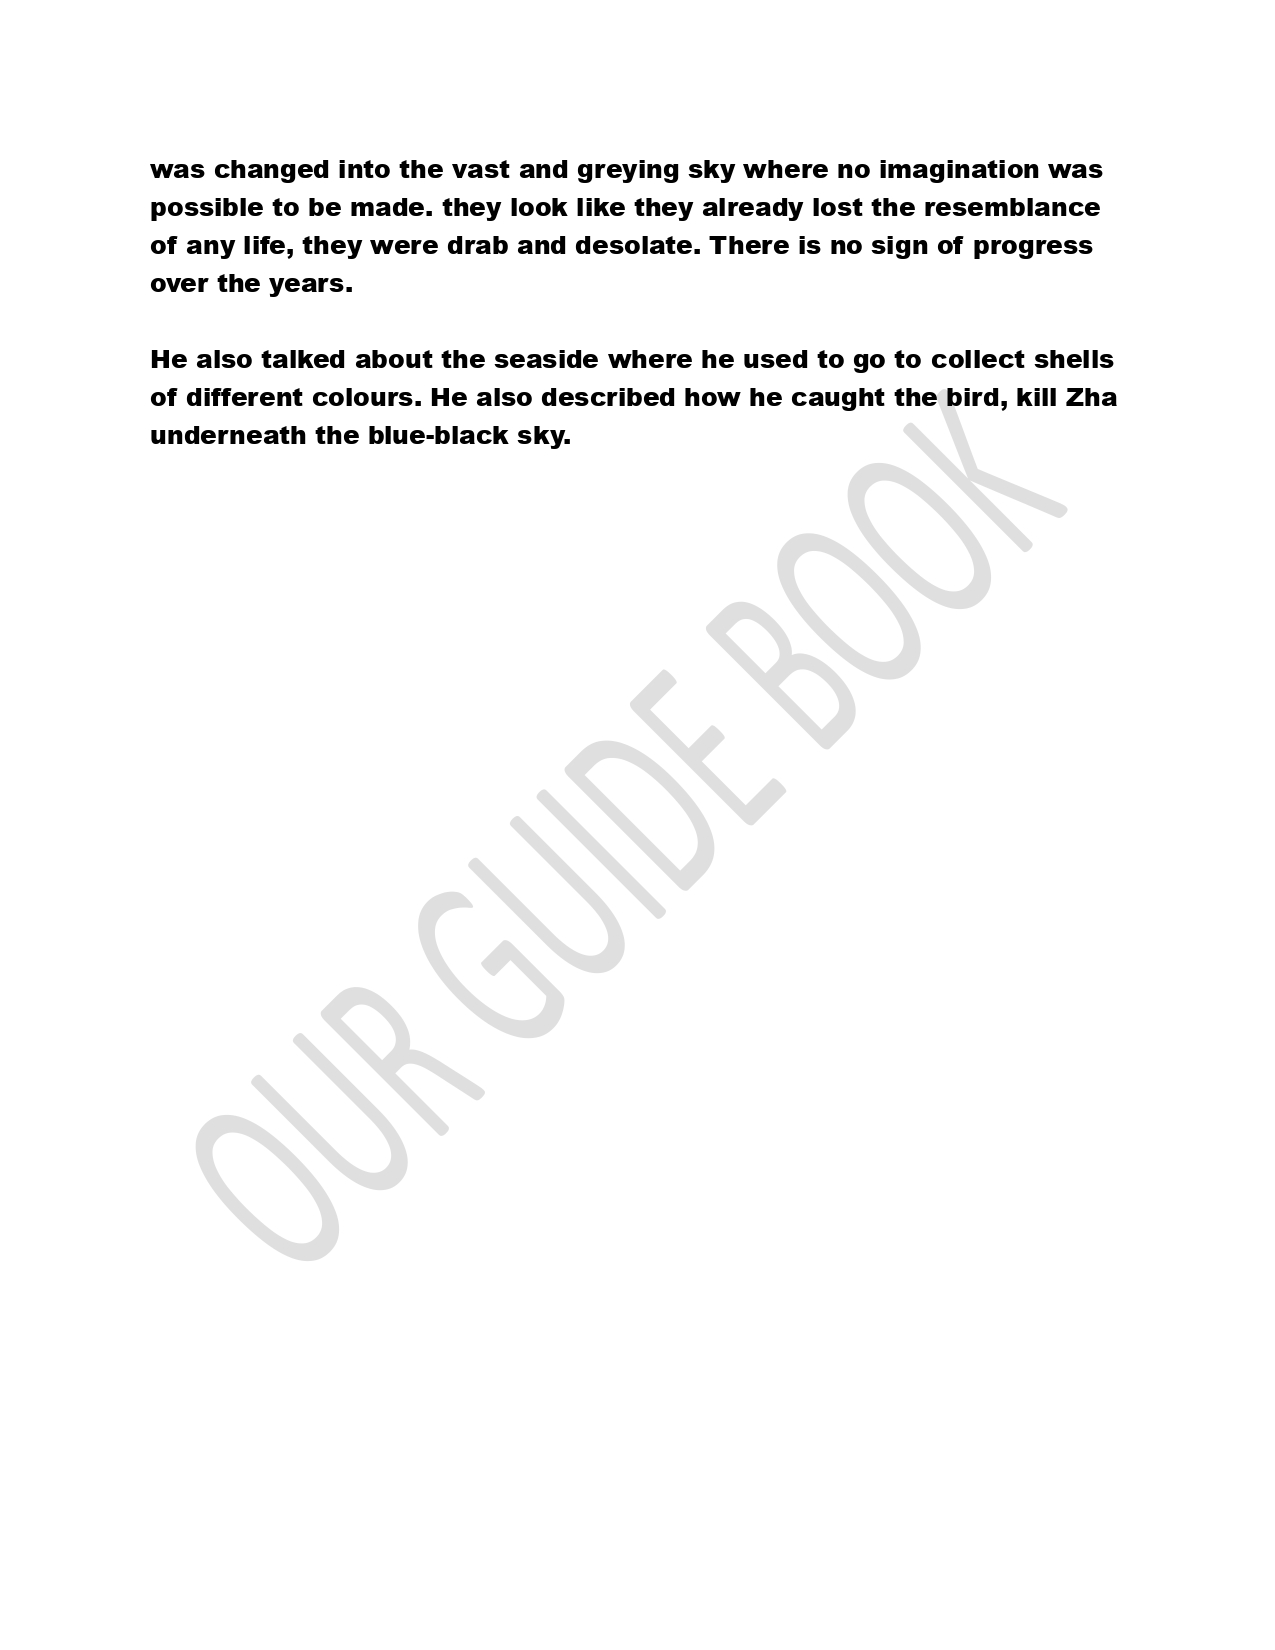 was changed into the vast and greying sky where no imagination was
possible to be made. they look like they already lost the resemblance
of any life, they were drab and desolate. There is no sign of progress
over the years.
He also talked about the seaside where he used to go to collect shells
of different colours. He also described how he caught the bird, kill Zha
underneath the blue-black sky.
OUR GUIDE BOOK